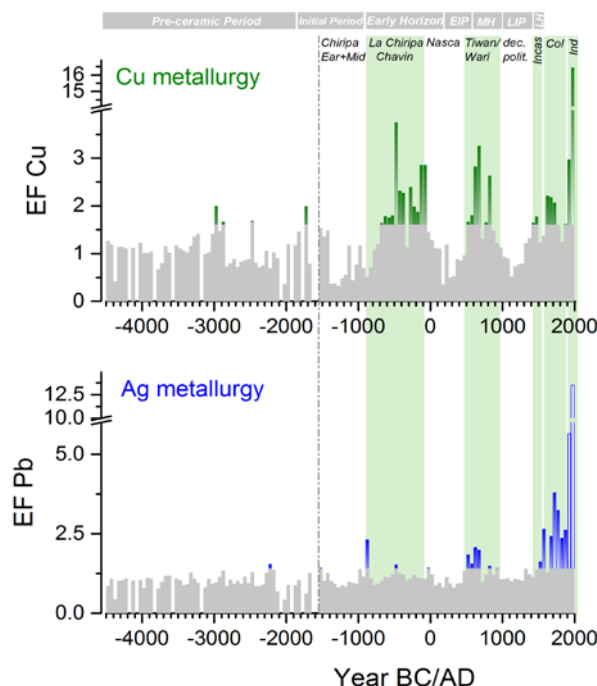 Pre-ceramic Period Initial Period Early Horizon EIP MH LIP LH
Chiripa La Chiripa Nasca Tiwan/ dec. Incas Col Ind
Ear+Mid Chavin Wari polit.
Cu metallurgy
EF Cu
16
15
3
2
1
0
-4000 -3000 -2000 -1000 0 1000 2000
Ag metallurgy
EF Pb
12.5
10.0
5.0
2.5
0.0
-4000 -3000 -2000 -1000 0 1000 2000
Year BC/AD